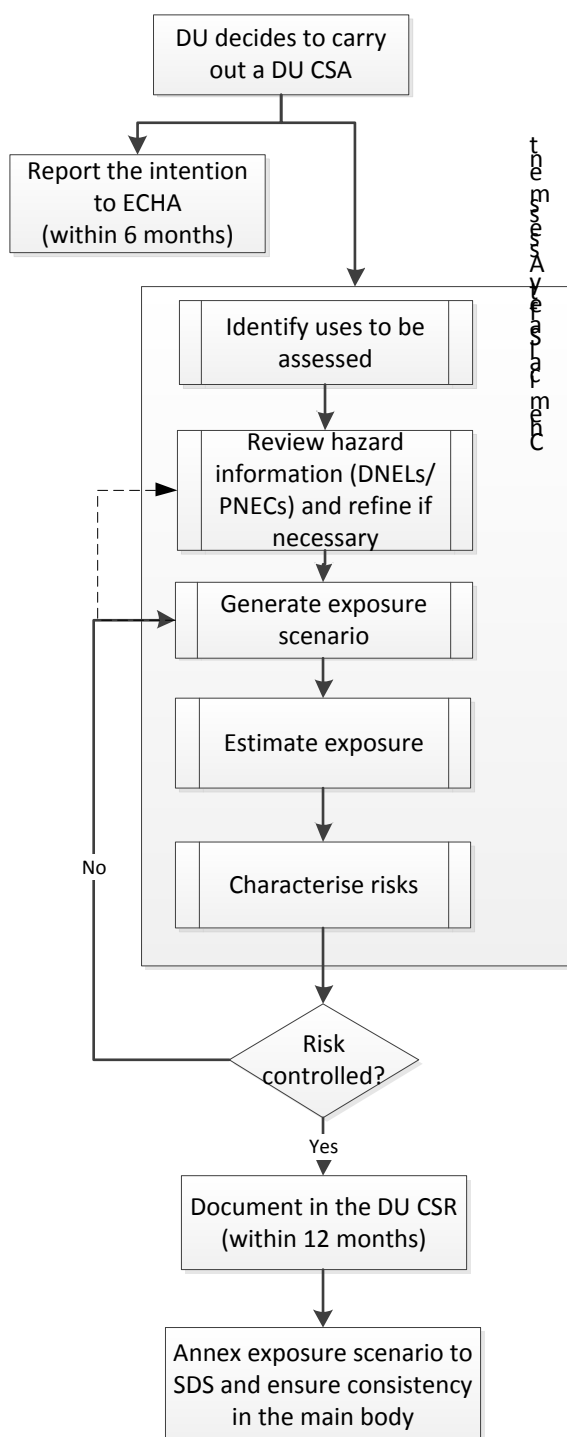 DU decides to carry
out a DU CSA
Report the intention
to ECHA
(within 6 months)
Chemical Safety Assessment
Identify uses to be
assessed
Review hazard
information (DNELs/
PNECs) and refine if
necessary
Generate exposure
scenario
Estimate exposure
Characterise risks
No
Risk
controlled?
Yes
Document in the DU CSR
(within 12 months)
Annex exposure scenario to
SDS and ensure consistency
in the main body